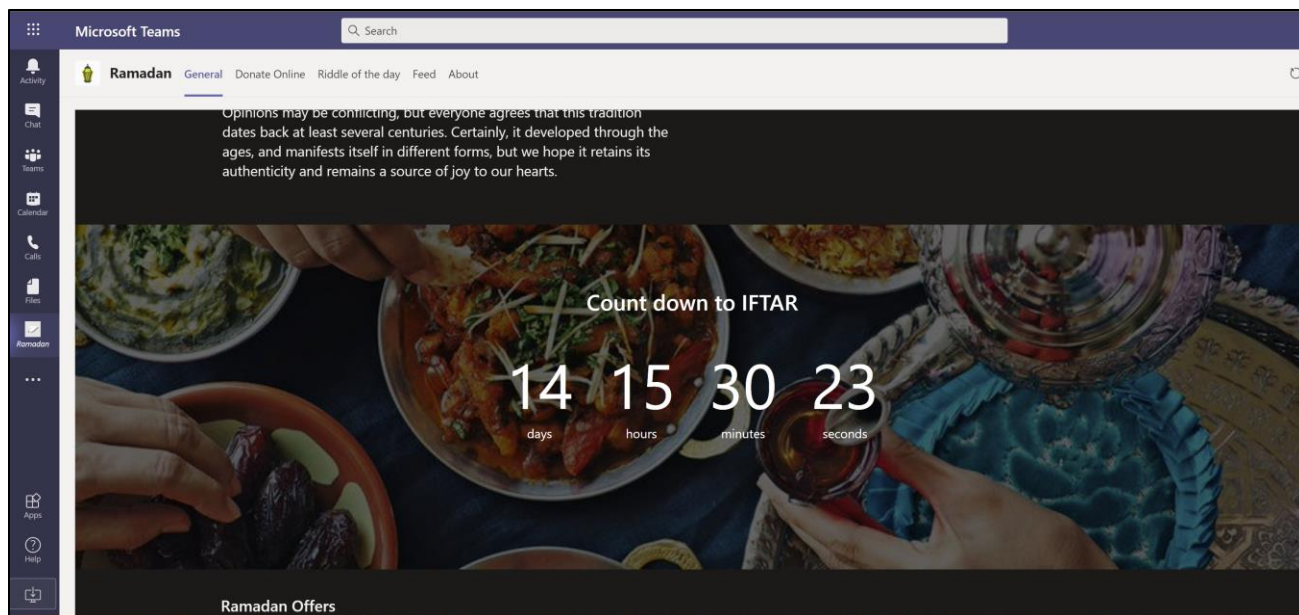 Microsoft Teams
Search
Activity
Chat
Teams
Calendar
Calls
Files
Ramadan
Apps
Help
Ramadan General Donate Online Riddle of the day Feed About
Opinions may be conflicting, but everyone agrees that this tradition
dates back at least several centuries. Certainly, it developed through the
ages, and manifests itself in different forms, but we hope it retains its
authenticity and remains a source of joy to our hearts.
Count down to IFTAR
14 15 30 23
days hours minutes seconds
Ramadan Offers